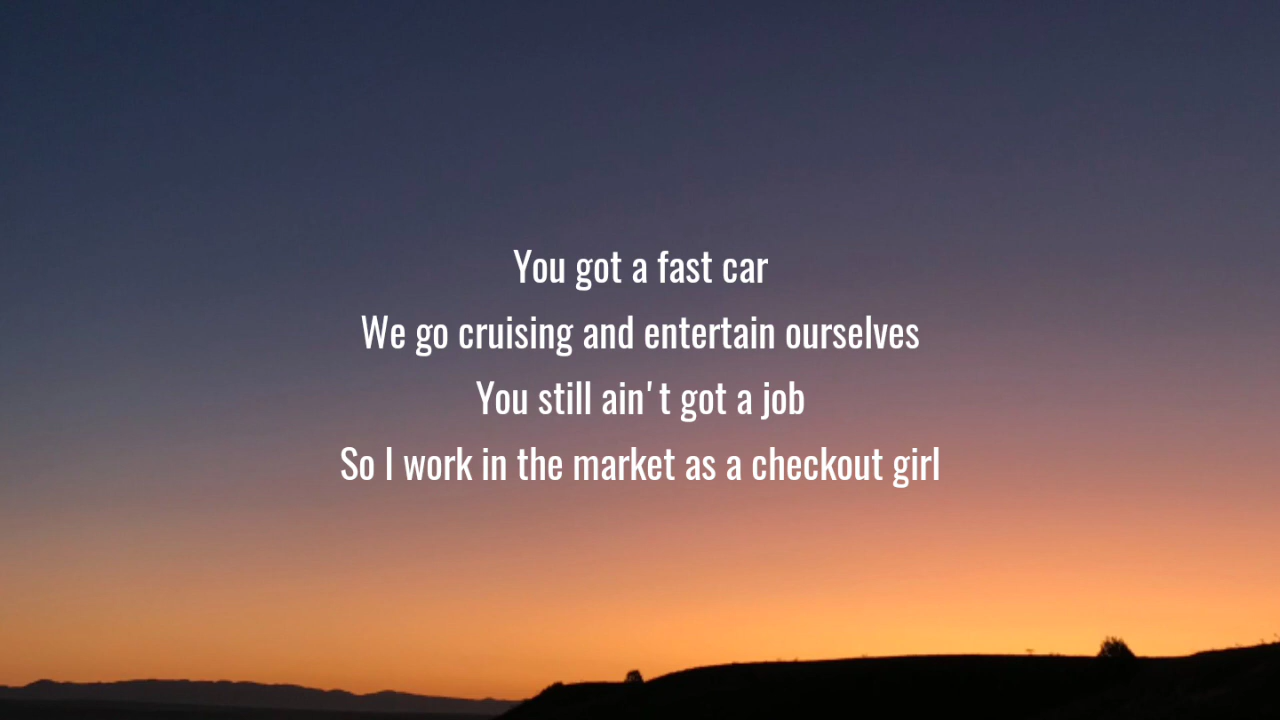 You got a fast car
We go cruising and entertain ourselves
You still ain't got a job
So I work in the market as a checkout girl